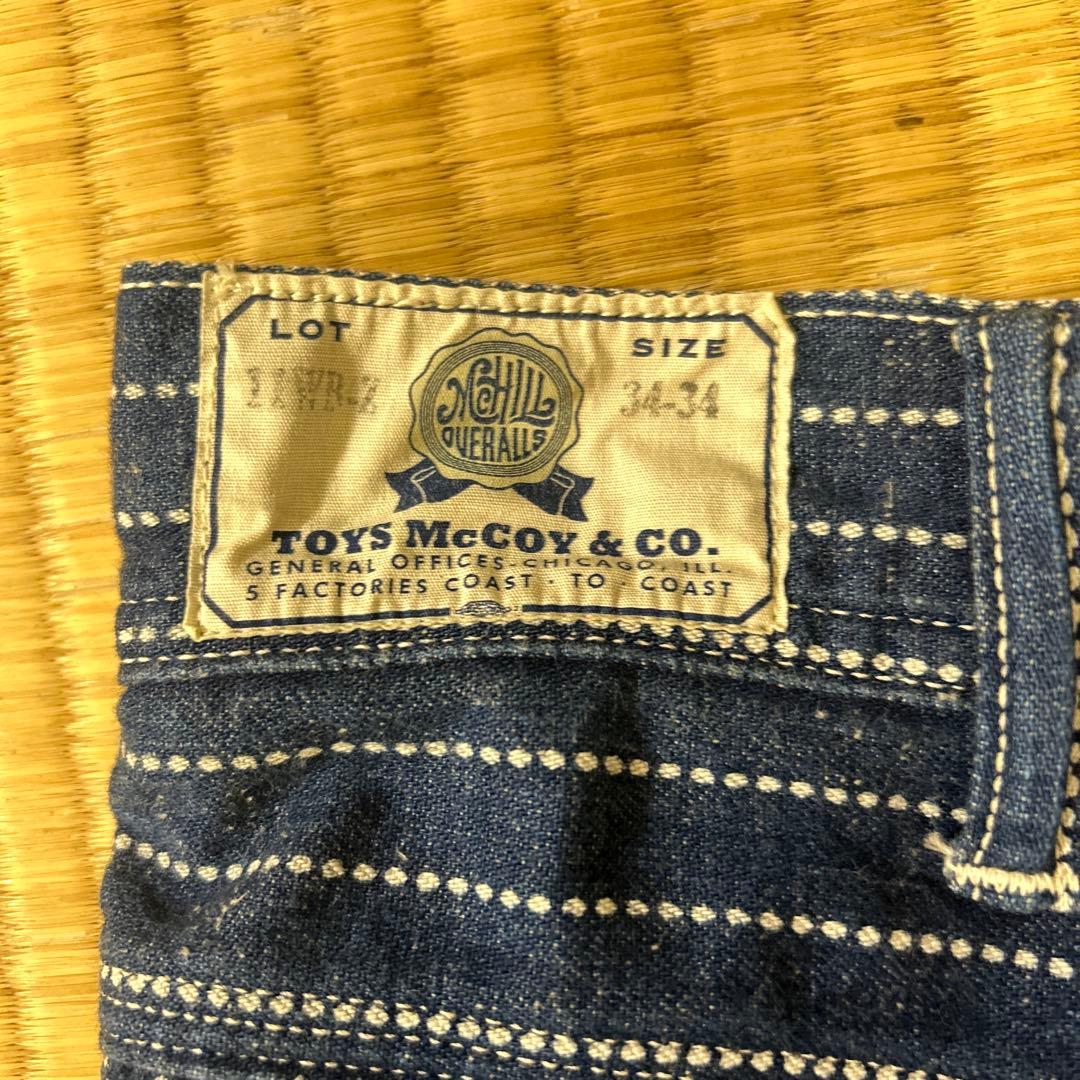 LOT
SIZE
34-34
McHILL
OVERALLS
TOYS McCOY & CO.
GENERAL OFFICES · CHICAGO, ILL.
5 FACTORIES COAST · TO · COAST